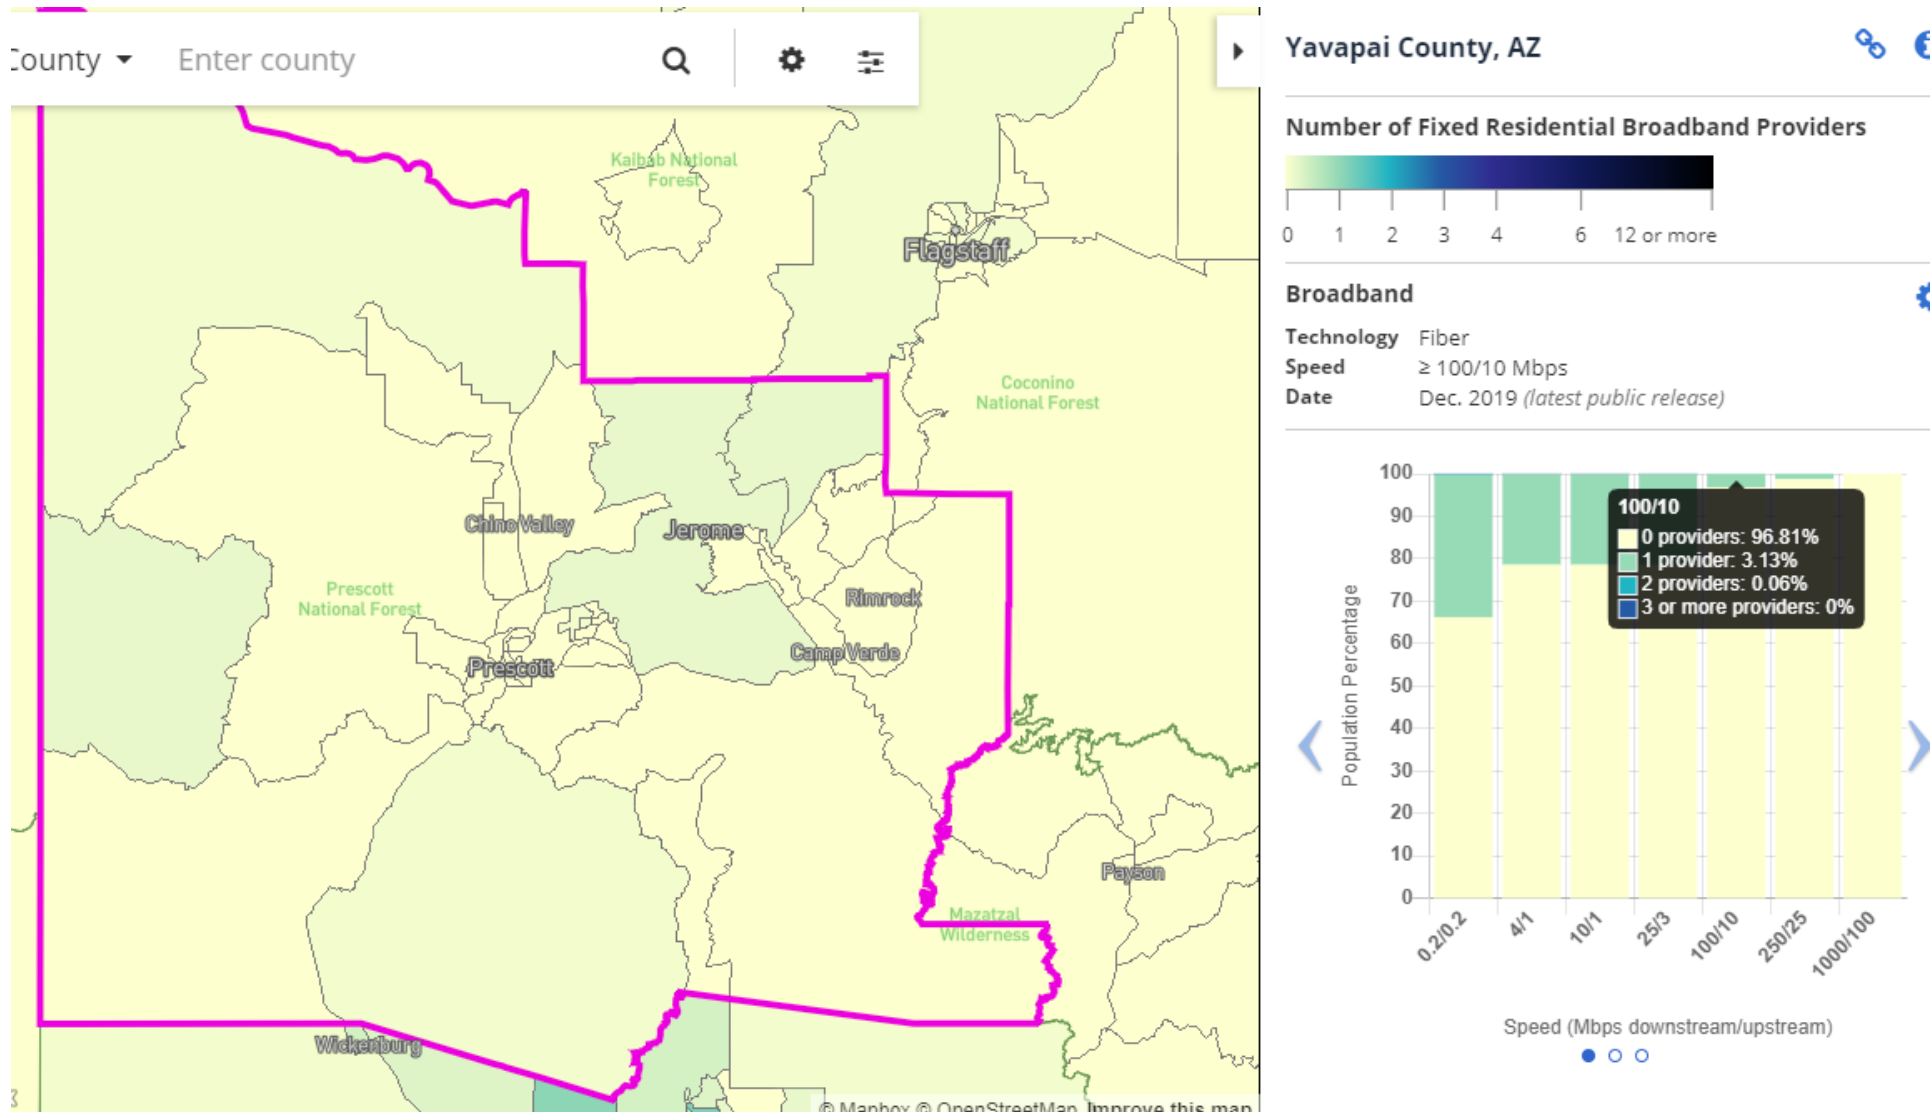 County
Enter county
Kaibab National
Forest
Flagstaff
Coconino
National Forest
Chino Valley
Jerome
Prescott
National Forest
Rimrock
Camp Verde
Prescott
Payson
Mazatzal
Wilderness
Wickenburg
© Mapbox © OpenStreetMap Improve this map
Yavapai County, AZ
Number of Fixed Residential Broadband Providers
0 1 2 3 4 6 12 or more
Broadband
Technology Fiber
Speed ≥ 100/10 Mbps
Date Dec. 2019 (latest public release)
100
90
80
70
60
50
40
30
20
10
0
Population Percentage
100/10
0 providers: 96.81%
1 provider: 3.13%
2 providers: 0.06%
3 or more providers: 0%
0.2/0.2 4/1 10/1 25/3 100/10 250/25 1000/100
Speed (Mbps downstream/upstream)